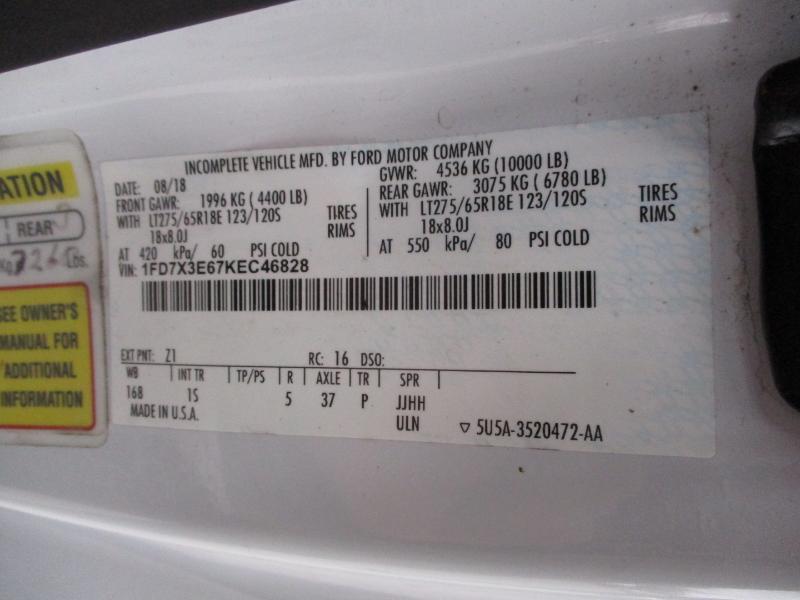 INCOMPLETE VEHICLE MFD. BY FORD MOTOR COMPANY
DATE: 08/18
GVWR: 4536 KG (10000 LB)
FRONT GAWR: 1996 KG ( 4400 LB)
REAR GAWR: 3075 KG ( 6780 LB)
WITH LT275/65R18E 123/120S TIRES
WITH LT275/65R18E 123/120S TIRES
18x8.0J RIMS
18x8.0J RIMS
AT 420 kPa/ 60 PSI COLD
AT 550 kPa/ 80 PSI COLD
VIN: 1FD7X3E67KEC46828
EXT PNT: Z1 RC: 16 DSO:
WB INT TR TP/PS R AXLE TR SPR
168 1S 5 37 P JJHH
MADE IN U.S.A. ULN
5U5A-3520472-AA
ATION
REAR
SEE OWNER'S
MANUAL FOR
ADDITIONAL
INFORMATION